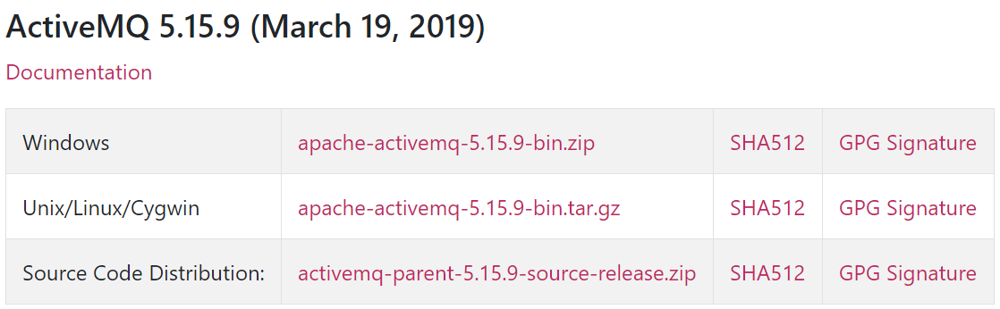 ActiveMQ 5.15.9 (March 19, 2019)
Documentation
Windows apache-activemq-5.15.9-bin.zip SHA512 GPG Signature
Unix/Linux/Cygwin apache-activemq-5.15.9-bin.tar.gz SHA512 GPG Signature
Source Code Distribution: activemq-parent-5.15.9-source-release.zip SHA512 GPG Signature